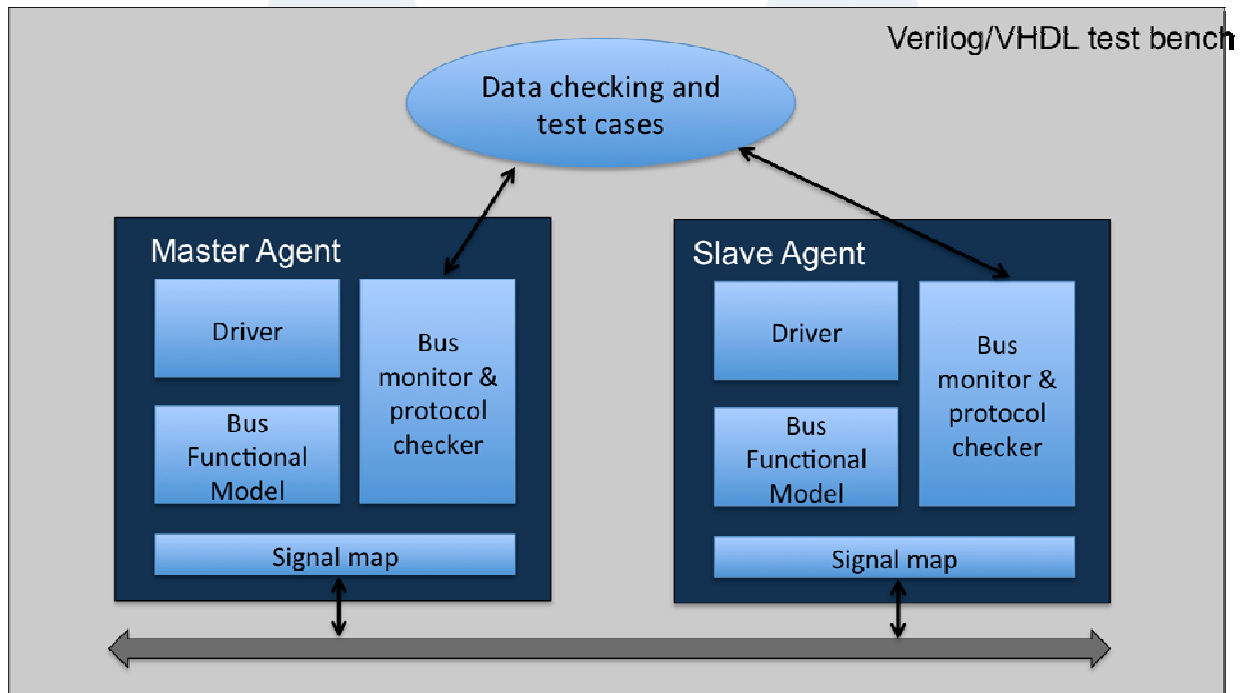 Verilog/VHDL test bench
Data checking and
test cases
Master Agent
Driver
Bus
Functional
Model
Bus
monitor &
protocol
checker
Signal map
Slave Agent
Driver
Bus
Functional
Model
Bus
monitor &
protocol
checker
Signal map